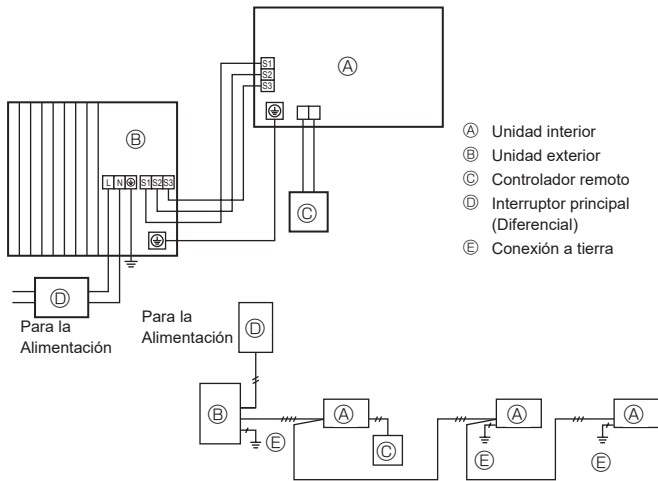 S1
S2
S3
Ⓐ
Ⓑ
L N S1 S2 S3
Ⓒ
Ⓓ
Para la
Alimentación
Ⓐ Unidad interior
Ⓑ Unidad exterior
Ⓒ Controlador remoto
Ⓓ Interruptor principal
(Diferencial)
Ⓔ Conexión a tierra
Para la
Alimentación
Ⓓ
Ⓑ
Ⓔ
Ⓐ
Ⓒ
Ⓐ
Ⓔ
Ⓐ
Ⓔ